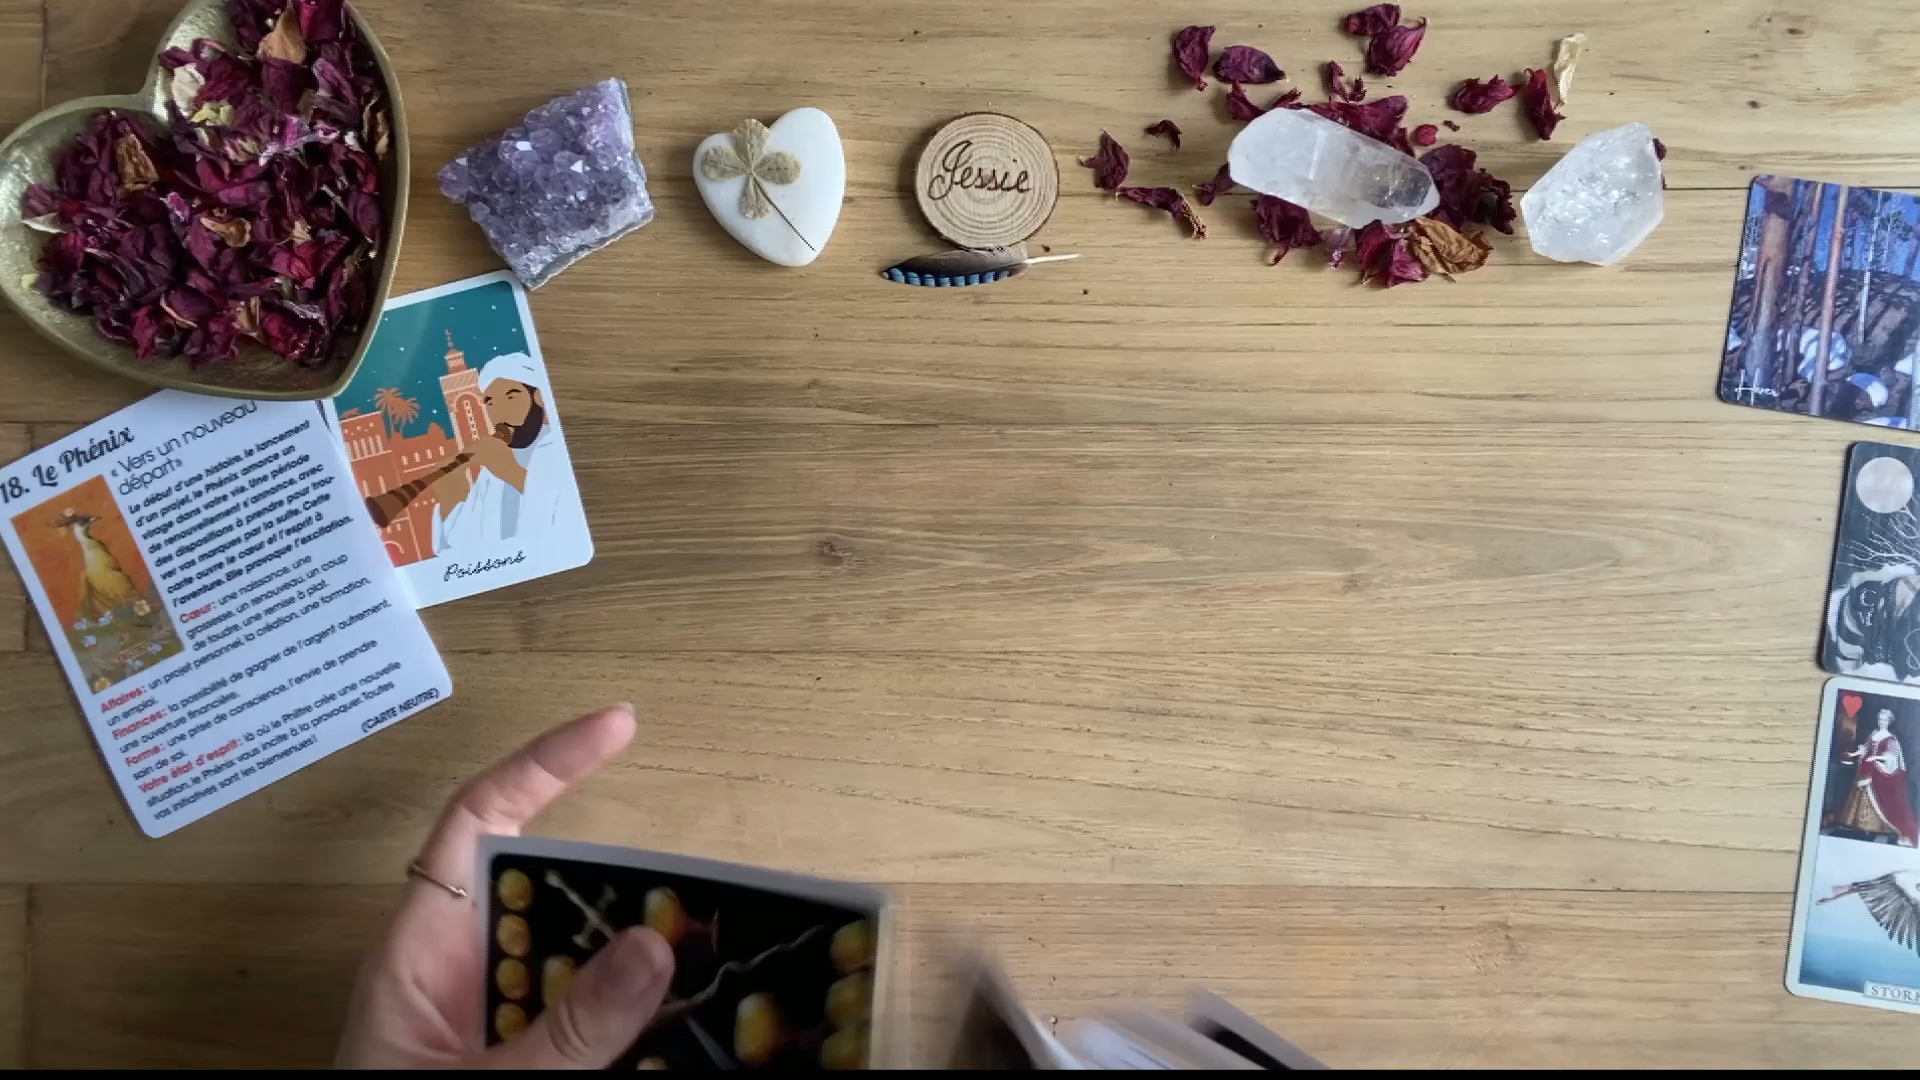 Jessie
18. Le Phénix
« Vers un nouveau
départ»
Le début d'une histoire, le lancement
d'un projet, le Phénix amorce un
virage dans votre vie. Une période
de renouvellement s'annonce, avec
des dispositions à prendre pour trou-
ver vos marques par la suite. Cette
carte ouvre le cœur et l'esprit à
l'aventure. Elle provoque l'excitation.
Cœur : une naissance, une
grossesse, un renouveau, un coup
de foudre, une remise à plat.
Affaires : un projet personnel, la création, une formation,
un emploi.
Finances : la possibilité de gagner de l'argent autrement,
une ouverture financière.
Forme : une prise de conscience, l'envie de prendre
soin de soi.
Votre état d'esprit : là où le Philtre crée une nouvelle
situation, le Phénix vous incite à la provoquer. Toutes
vos initiatives sont les bienvenues !
(CARTE NEUTRE)
Poissons
STOR